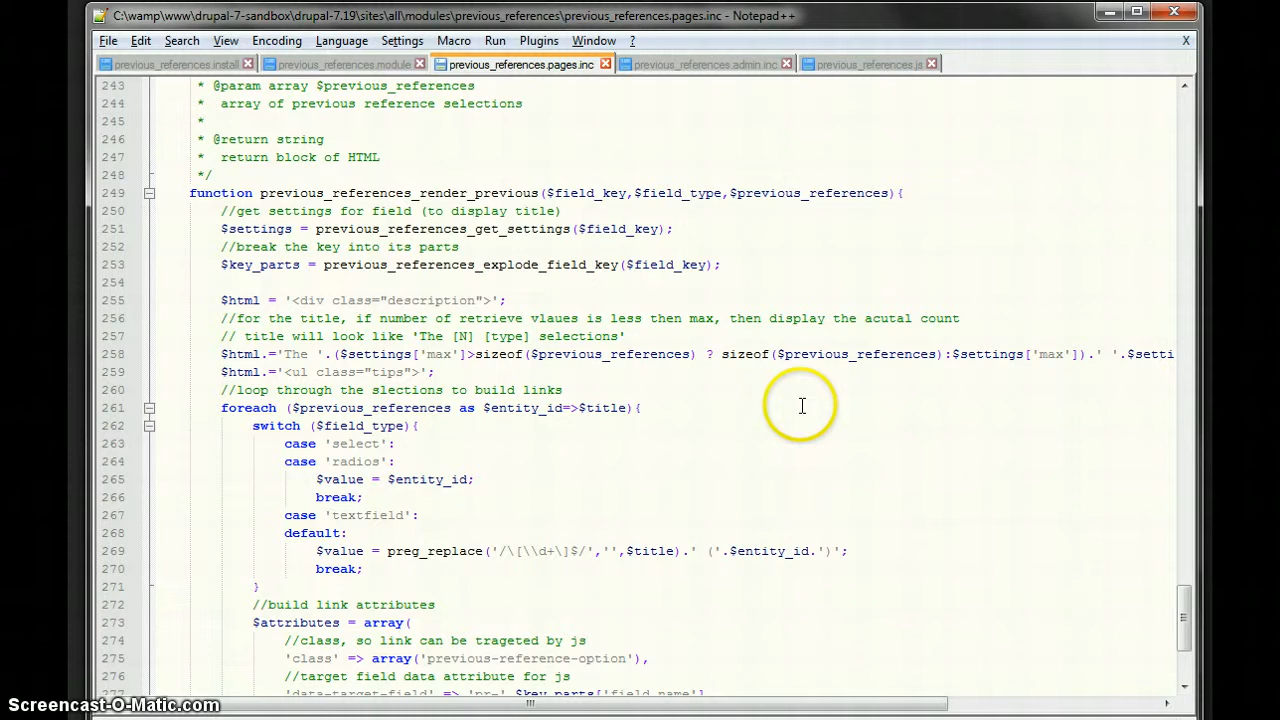 C:\wamp\www\drupal-7-sandbox\drupal-7.19\sites\all\modules\previous_references\previous_references.pages.inc - Notepad++
File Edit Search View Encoding Language Settings Macro Run Plugins Window ? X
previous_references.install previous_references.module previous_references.pages.inc previous_references.admin.inc previous_references.js
243 * @param array $previous_references
244 * array of previous reference selections
245 *
246 * @return string
247 * return block of HTML
248 */
249 function previous_references_render_previous($field_key,$field_type,$previous_references){
250 //get settings for field (to display title)
251 $settings = previous_references_get_settings($field_key);
252 //break the key into its parts
253 $key_parts = previous_references_explode_field_key($field_key);
254
255 $html = '<div class="description">';
256 //for the title, if number of retrieve vlaues is less then max, then display the acutal count
257 // title will look like 'The [N] [type] selections'
258 $html.='The '.($settings['max']>sizeof($previous_references) ? sizeof($previous_references):$settings['max']).' '.$setti
259 $html.='<ul class="tips">';
260 //loop through the slections to build links
261 foreach ($previous_references as $entity_id=>$title){
262 switch ($field_type){
263 case 'select':
264 case 'radios':
265 $value = $entity_id;
266 break;
267 case 'textfield':
268 default:
269 $value = preg_replace('/\[\\d+\]$/','',$title).' ('.$entity_id.')';
270 break;
271 }
272 //build link attributes
273 $attributes = array(
274 //class, so link can be trageted by js
275 'class' => array('previous-reference-option'),
276 //target field data attribute for js
277 'data-target-field' => 'pr-'.$key_parts['field_name'],
Screencast-O-Matic.com